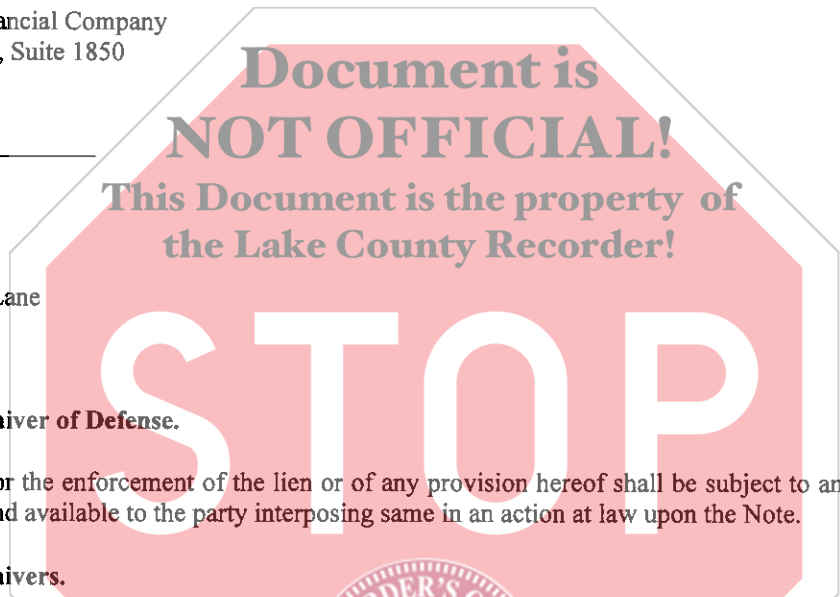 ancial Company
, Suite 1850
Document is
NOT OFFICIAL!
This Document is the property of
the Lake County Recorder!
Lane
STOP
aiver of Defense.
or the enforcement of the lien or of any provision hereof shall be subject to an
nd available to the party interposing same in an action at law upon the Note.
aivers.
DER'S